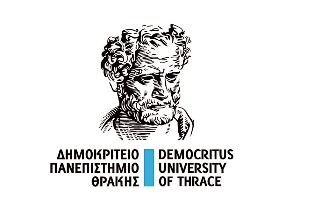 ΔΗΜΟΚΡΙΤΕΙΟ
ΠΑΝΕΠΙΣΤΗΜΙΟ
ΘΡΑΚΗΣ
DEMOCRITUS
UNIVERSITY
OF THRACE